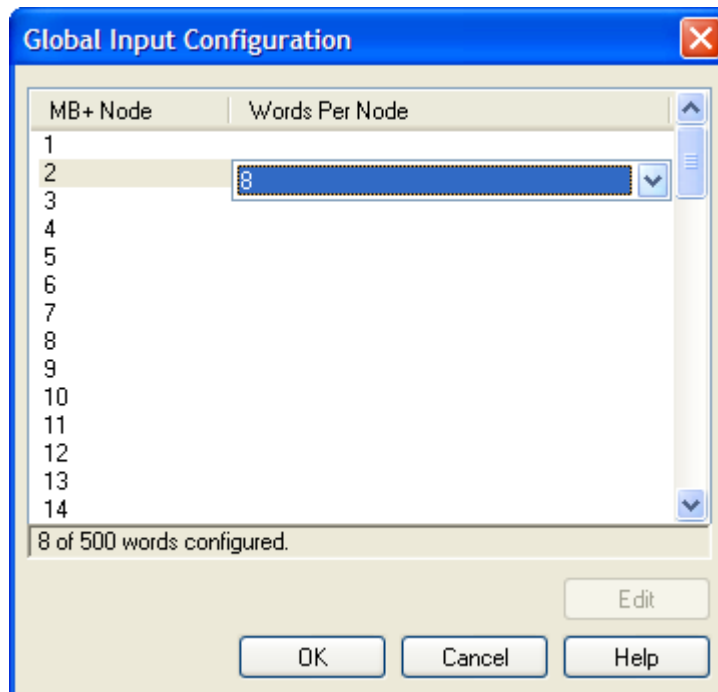 Global Input Configuration
MB+ Node Words Per Node
1
2 8
3
4
5
6
7
8
9
10
11
12
13
14
8 of 500 words configured.
Edit
OK Cancel Help